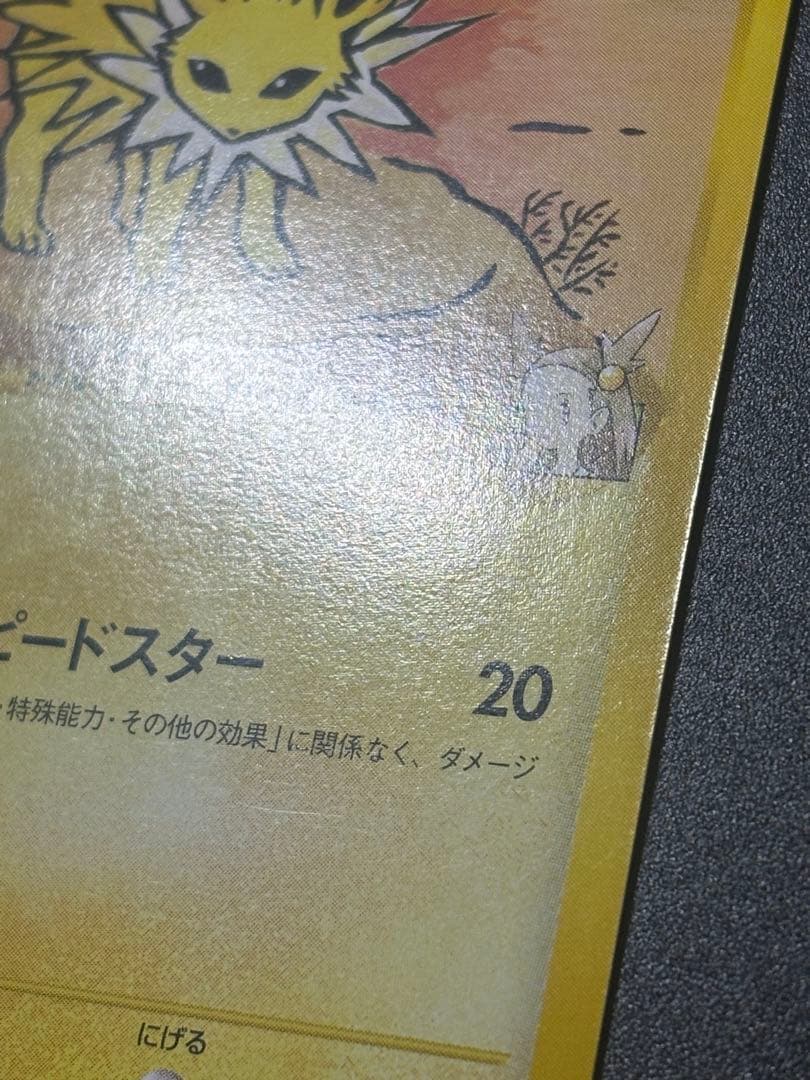 ピードスター 20
・特殊能力・その他の効果」に関係なく、ダメージ
にげる